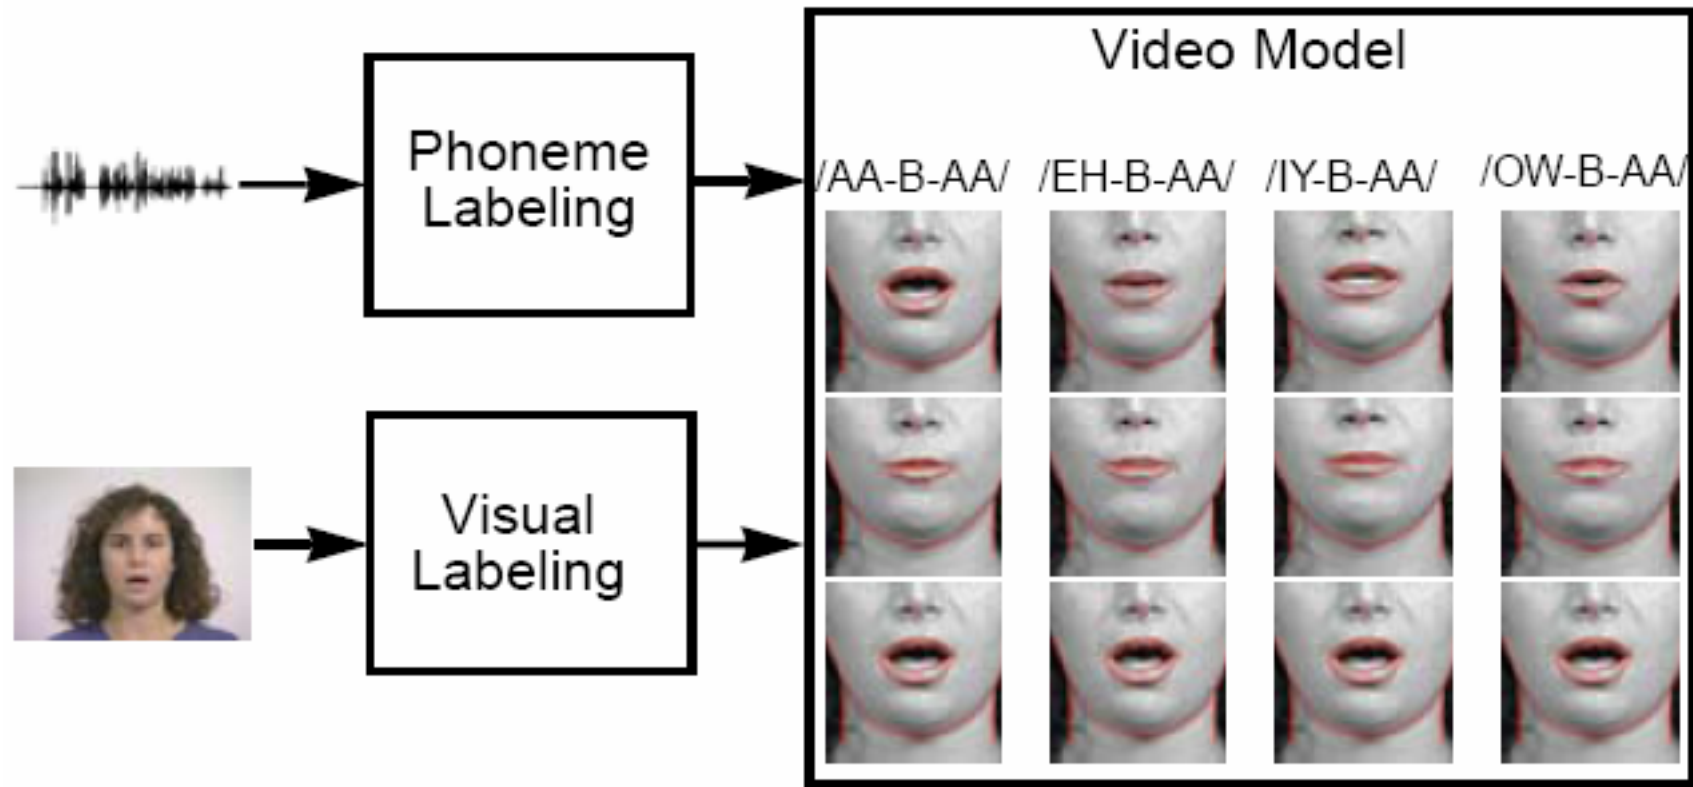 Video Model
Phoneme
Labeling
/AA-B-AA/ /EH-B-AA/ /IY-B-AA/ /OW-B-AA/
Visual
Labeling